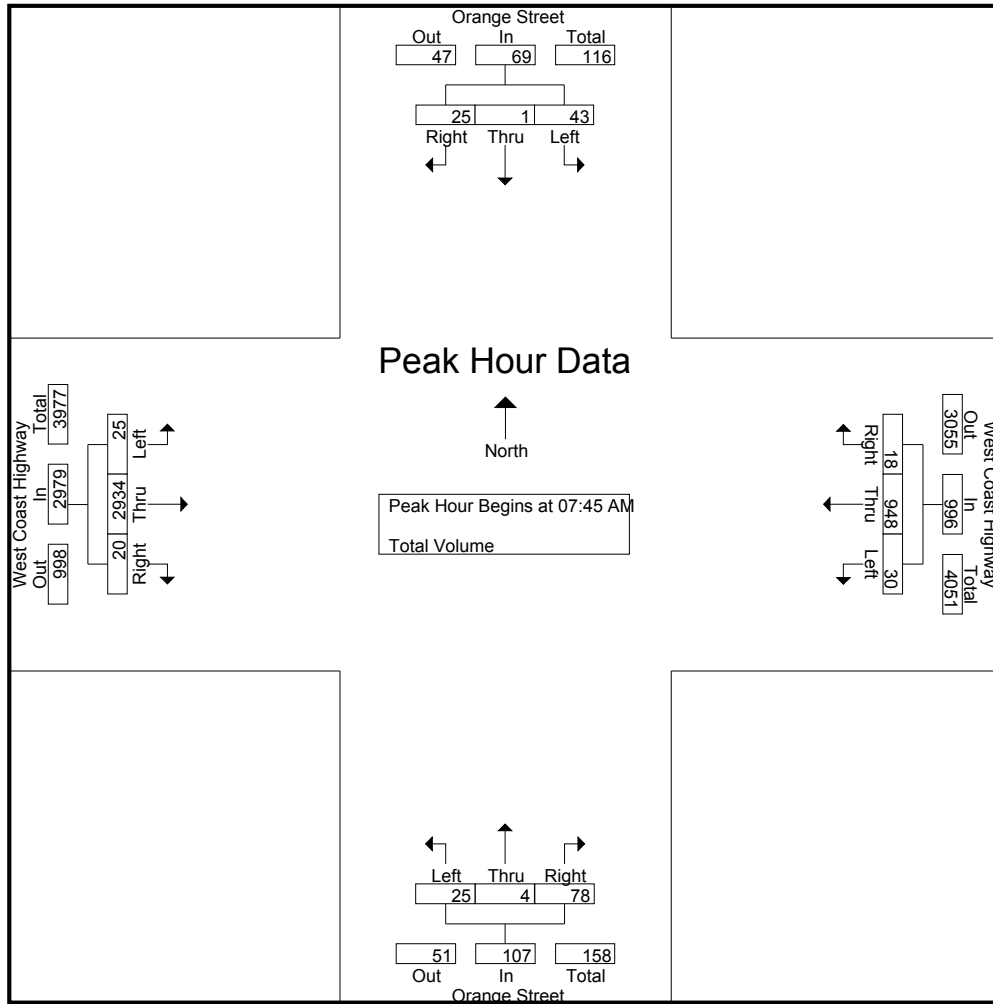 Orange Street
Out In Total
47 69 116
25 1 43
Right Thru Left
Peak Hour Data
North
Peak Hour Begins at 07:45 AM
Total Volume
West Coast Highway
Total In Out
3977 2979 998
25 2934 20
Left Thru Right
West Coast Highway
Out In Total
3055 996 4051
18 948 30
Right Thru Left
Left Thru Right
25 4 78
51 107 158
Out In Total
Orange Street